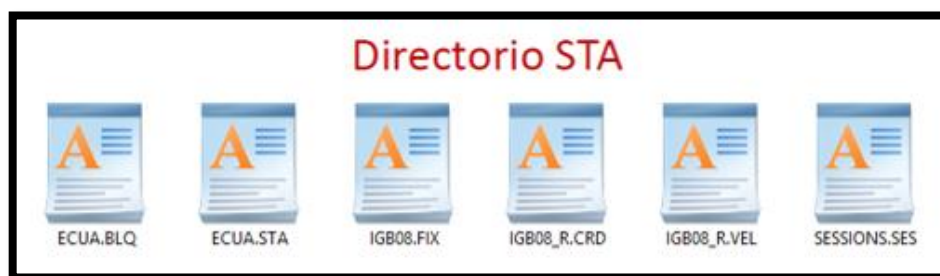 Directorio STA
ECUA.BLQ ECUA.STA IGB08.FIX IGB08_R.CRD IGB08_R.VEL SESSIONS.SES